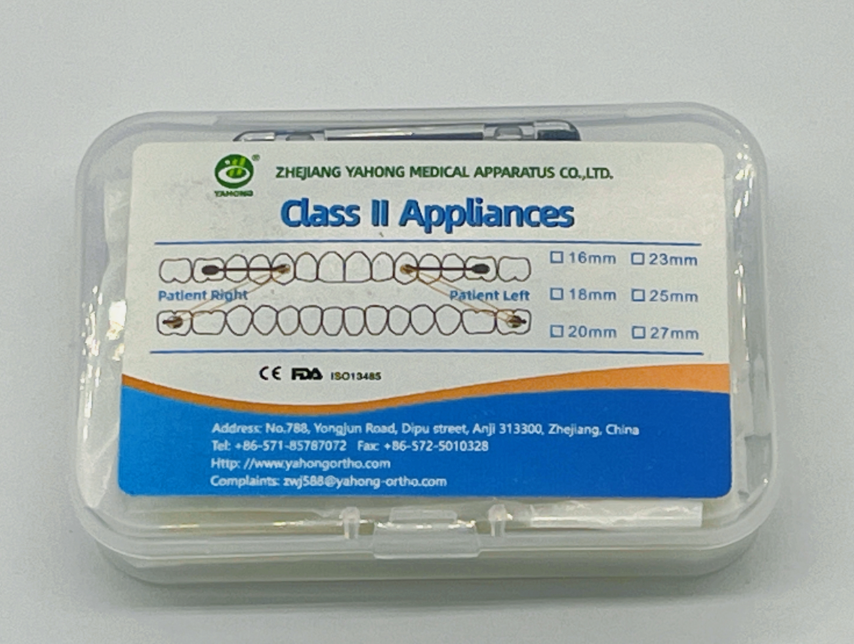 YAHONG®
ZHEJIANG YAHONG MEDICAL APPARATUS CO.,LTD.
Class II Appliances
Patient Right
Patient Left
☐ 16mm ☐ 23mm
☐ 18mm ☐ 25mm
☐ 20mm ☐ 27mm
CE FDA ISO13485
Address: No.788, Yongjun Road, Dipu street, Anji 313300, Zhejiang, China
Tel: +86-571-85787072 Fax: +86-572-5010328
Http: //www.yahongortho.com
Complaints: zwj588@yahong-ortho.com